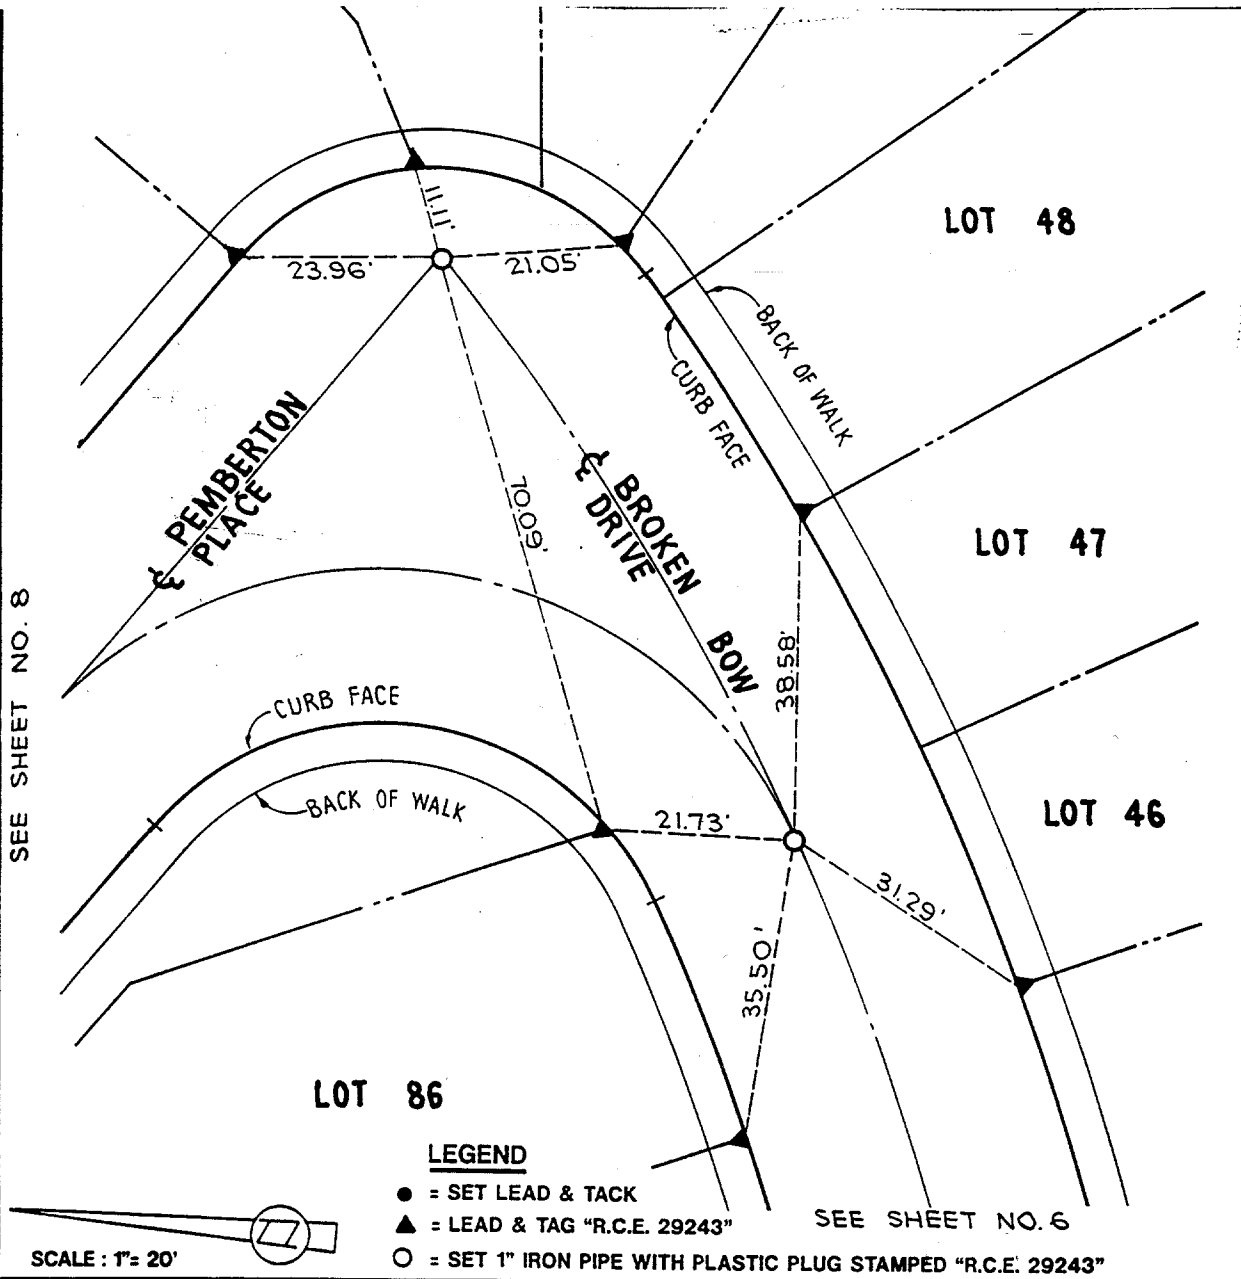 LOT 48
11.11'
23.96'
21.05'
BACK OF WALK
CURB FACE
℄ PEMBERTON
PLACE
℄ BROKEN BOW
DRIVE
70.09'
LOT 47
38.58'
SEE SHEET NO. 8
CURB FACE
BACK OF WALK
21.73'
LOT 46
31.29'
35.50'
LOT 86
LEGEND
● = SET LEAD & TACK
▲ = LEAD & TAG "R.C.E. 29243"
○ = SET 1" IRON PIPE WITH PLASTIC PLUG STAMPED "R.C.E. 29243"
SEE SHEET NO. 6
SCALE : 1"= 20'